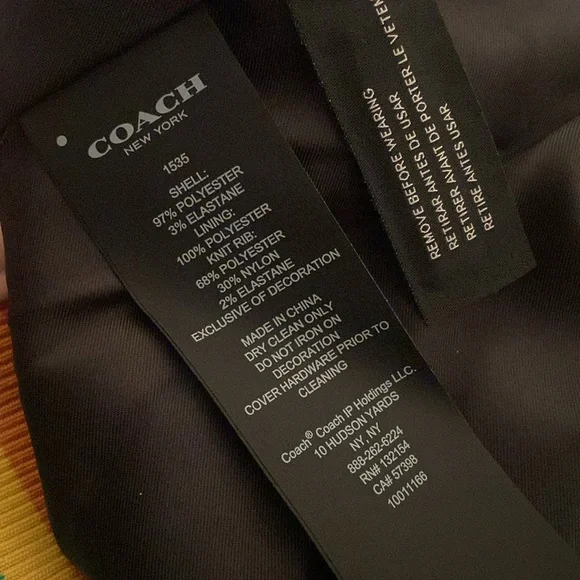 COACH
NEW YORK
1535
SHELL:
97% POLYESTER
3% ELASTANE
LINING:
100% POLYESTER
KNIT RIB:
68% POLYESTER
30% NYLON
2% ELASTANE
EXCLUSIVE OF DECORATION
MADE IN CHINA
DRY CLEAN ONLY
DO NOT IRON ON
DECORATION
COVER HARDWARE PRIOR TO
CLEANING
Coach® Coach IP Holdings LLC.
10 HUDSON YARDS
NY, NY
888-262-6224
RN# 132154
CA# 57398
10011166
REMOVE BEFORE WEARING
RETIRAR ANTES DE USAR
RETIRER AVANT DE PORTER LE VETEN
RETIRE ANTES USAR